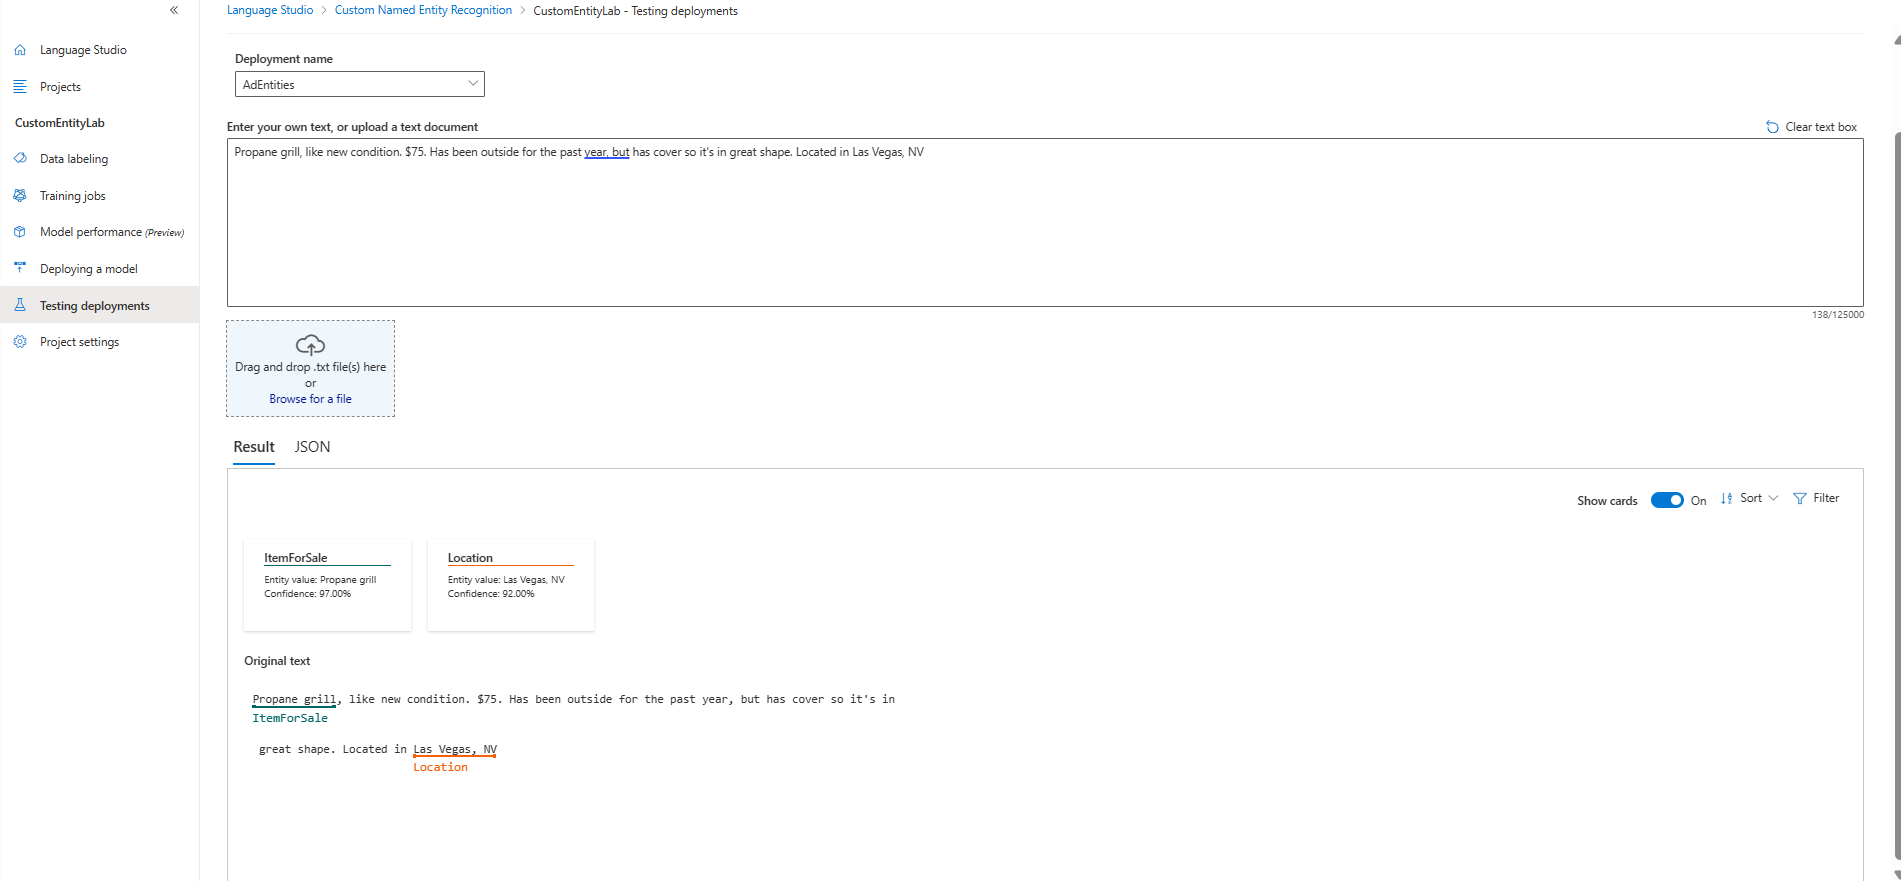 Language Studio > Custom Named Entity Recognition > CustomEntityLab - Testing deployments
Language Studio
Projects
CustomEntityLab
Data labeling
Training jobs
Model performance (Preview)
Deploying a model
Testing deployments
Project settings
Deployment name
AdEntities
Enter your own text, or upload a text document
Clear text box
Propane grill, like new condition. $75. Has been outside for the past year, but has cover so it's in great shape. Located in Las Vegas, NV
138/125000
Drag and drop .txt file(s) here
or
Browse for a file
Result JSON
Show cards On Sort Filter
ItemForSale
Entity value: Propane grill
Confidence: 97.00%
Location
Entity value: Las Vegas, NV
Confidence: 92.00%
Original text
Propane grill, like new condition. $75. Has been outside for the past year, but has cover so it's in
ItemForSale
great shape. Located in Las Vegas, NV
Location